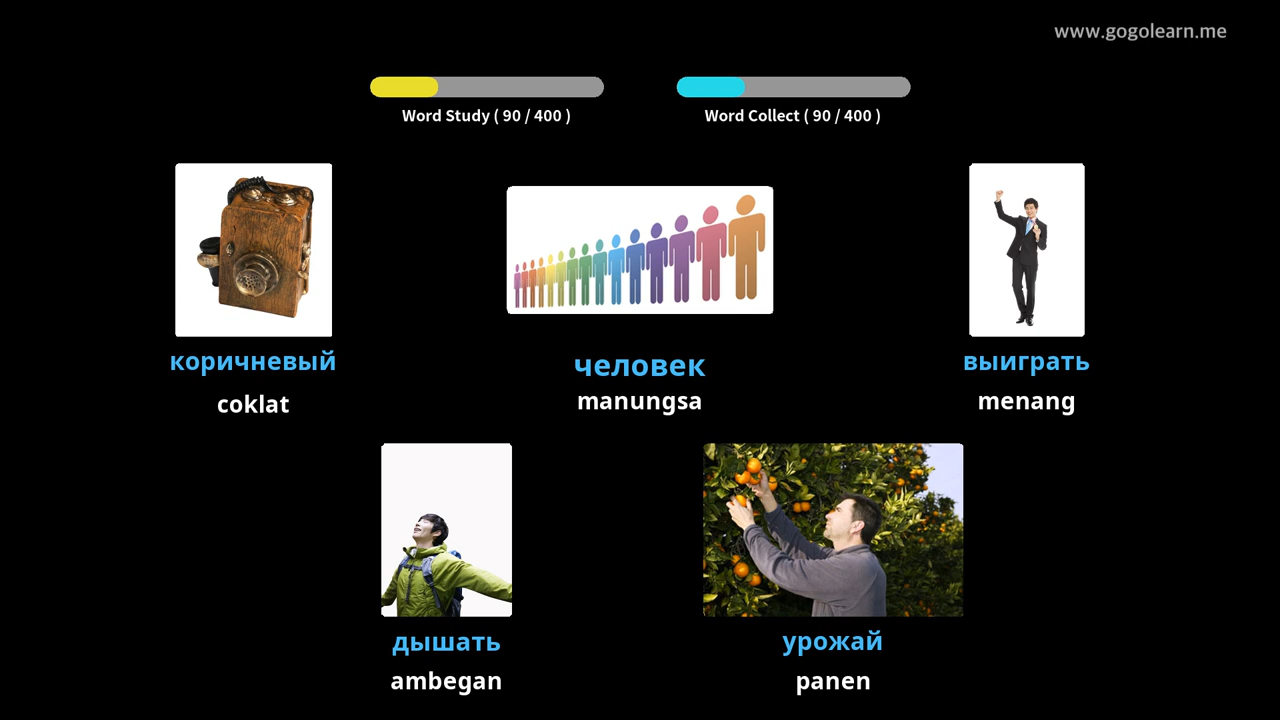 www.gogolearn.me
Word Study ( 90 / 400 )
Word Collect ( 90 / 400 )
коричневый
coklat
человек
manungsa
выиграть
menang
дышать
ambegan
урожай
panen